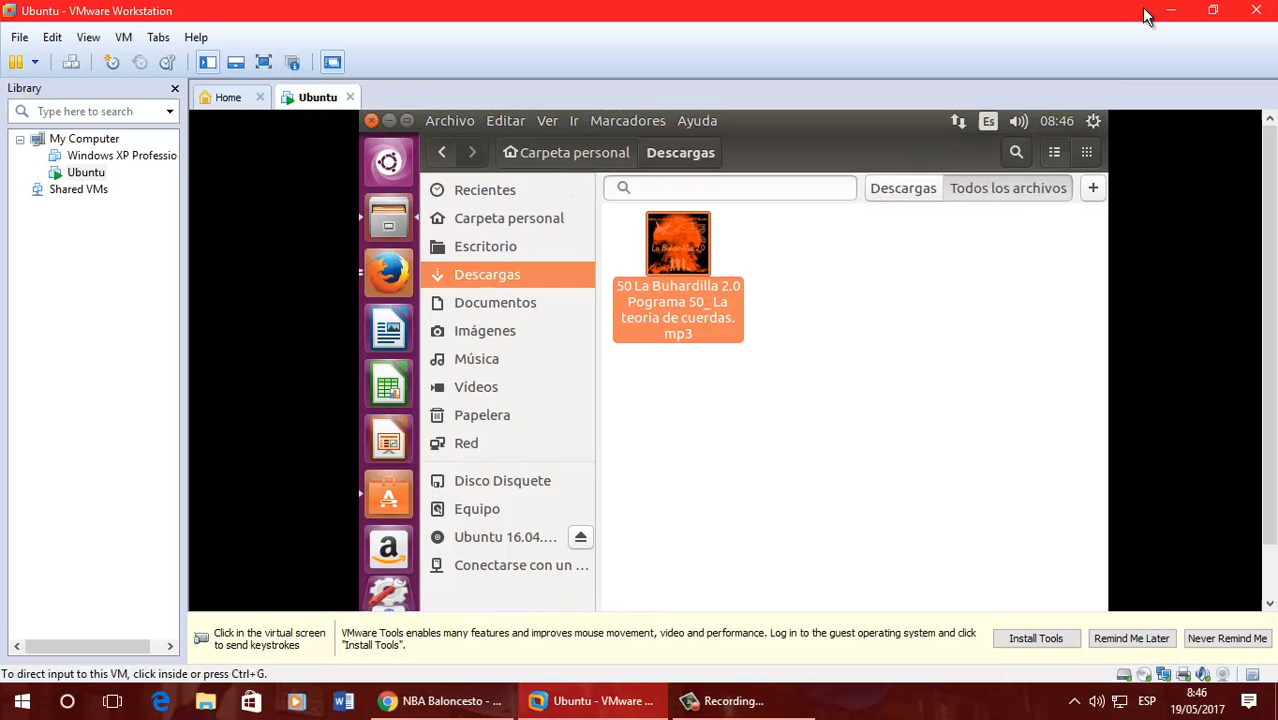 Ubuntu - VMware Workstation
File Edit View VM Tabs Help
Library
Type here to search
My Computer
Windows XP Professio
Ubuntu
Shared VMs
Home
Ubuntu
Archivo Editar Ver Ir Marcadores Ayuda
Es
08:46
Carpeta personal
Descargas
Recientes
Carpeta personal
Escritorio
Descargas
Documentos
Imágenes
Música
Vídeos
Papelera
Red
Disco Disquete
Equipo
Ubuntu 16.04....
Conectarse con un ...
Descargas
Todos los archivos
La Buhardilla 2.0
50 La Buhardilla 2.0
Pograma 50_ La
teoria de cuerdas.
mp3
Click in the virtual screen
to send keystrokes
VMware Tools enables many features and improves mouse movement, video and performance. Log in to the guest operating system and click
"Install Tools".
Install Tools
Remind Me Later
Never Remind Me
To direct input to this VM, click inside or press Ctrl+G.
NBA Baloncesto - ...
Ubuntu - VMware ...
Recording...
ESP
8:46
19/05/2017